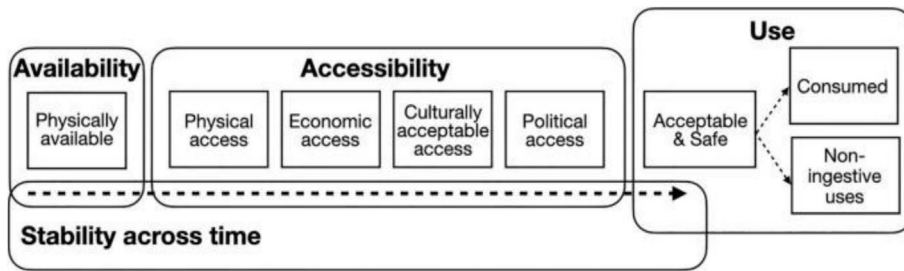 Availability
Physically
available
Accessibility
Physical
access
Economic
access
Culturally
acceptable
access
Political
access
Use
Acceptable
& Safe
Consumed
Non-
ingestive
uses
Stability across time